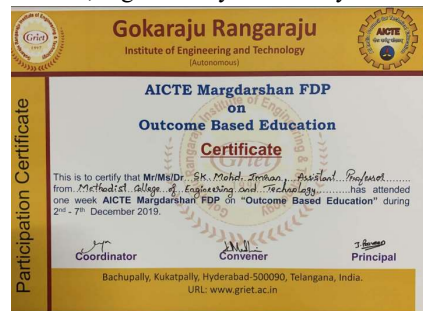 Gokaraju Rangaraju
Institute of Engineering and Technology
(Autonomous)
Griet
AICTE
Participation Certificate
AICTE Margdarshan FDP
on
Outcome Based Education
Certificate
This is to certify that Mr/Ms/Dr. SK. Mohd. Imran, Assistant Professor
from Methodist College of Engineering and Technology has attended
one week AICTE Margdarshan FDP on “Outcome Based Education” during
2nd - 7th December 2019.
Coordinator Convener Principal
Bachupally, Kukatpally, Hyderabad-500090, Telangana, India.
URL: www.griet.ac.in